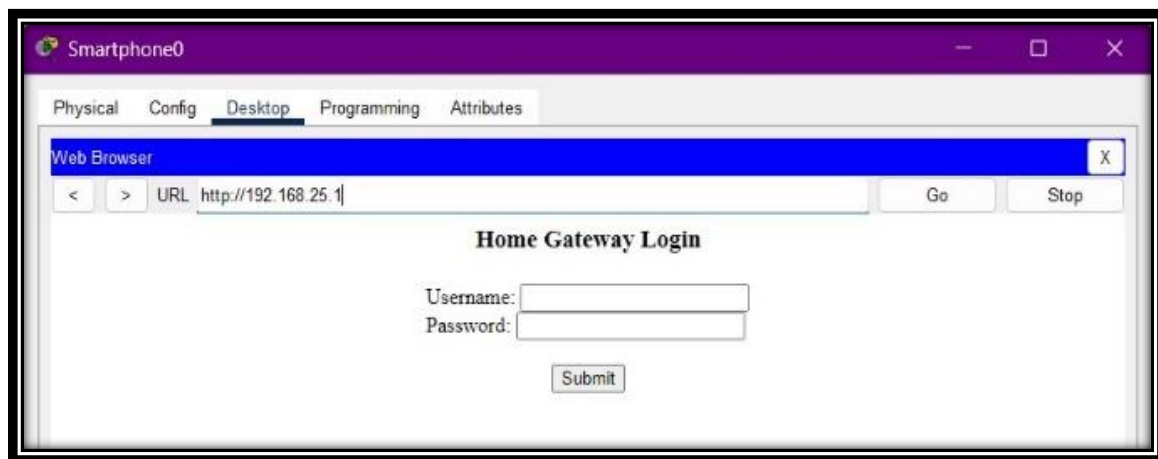 Smartphone0
Physical Config Desktop Programming Attributes
Web Browser X
< > URL http://192.168.25.1 Go Stop
Home Gateway Login
Username:
Password:
Submit